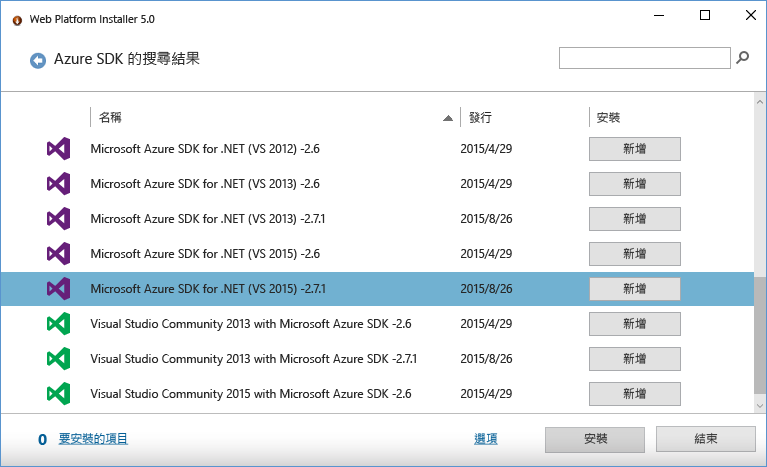 Web Platform Installer 5.0
Azure SDK 的搜尋結果
名稱 發行 安裝
Microsoft Azure SDK for .NET (VS 2012) -2.6 2015/4/29 新增
Microsoft Azure SDK for .NET (VS 2013) -2.6 2015/4/29 新增
Microsoft Azure SDK for .NET (VS 2013) -2.7.1 2015/8/26 新增
Microsoft Azure SDK for .NET (VS 2015) -2.6 2015/4/29 新增
Microsoft Azure SDK for .NET (VS 2015) -2.7.1 2015/8/26 新增
Visual Studio Community 2013 with Microsoft Azure SDK -2.6 2015/4/29 新增
Visual Studio Community 2013 with Microsoft Azure SDK -2.7.1 2015/8/26 新增
Visual Studio Community 2015 with Microsoft Azure SDK -2.6 2015/4/29 新增
0 要安裝的項目 選項 安裝 結束